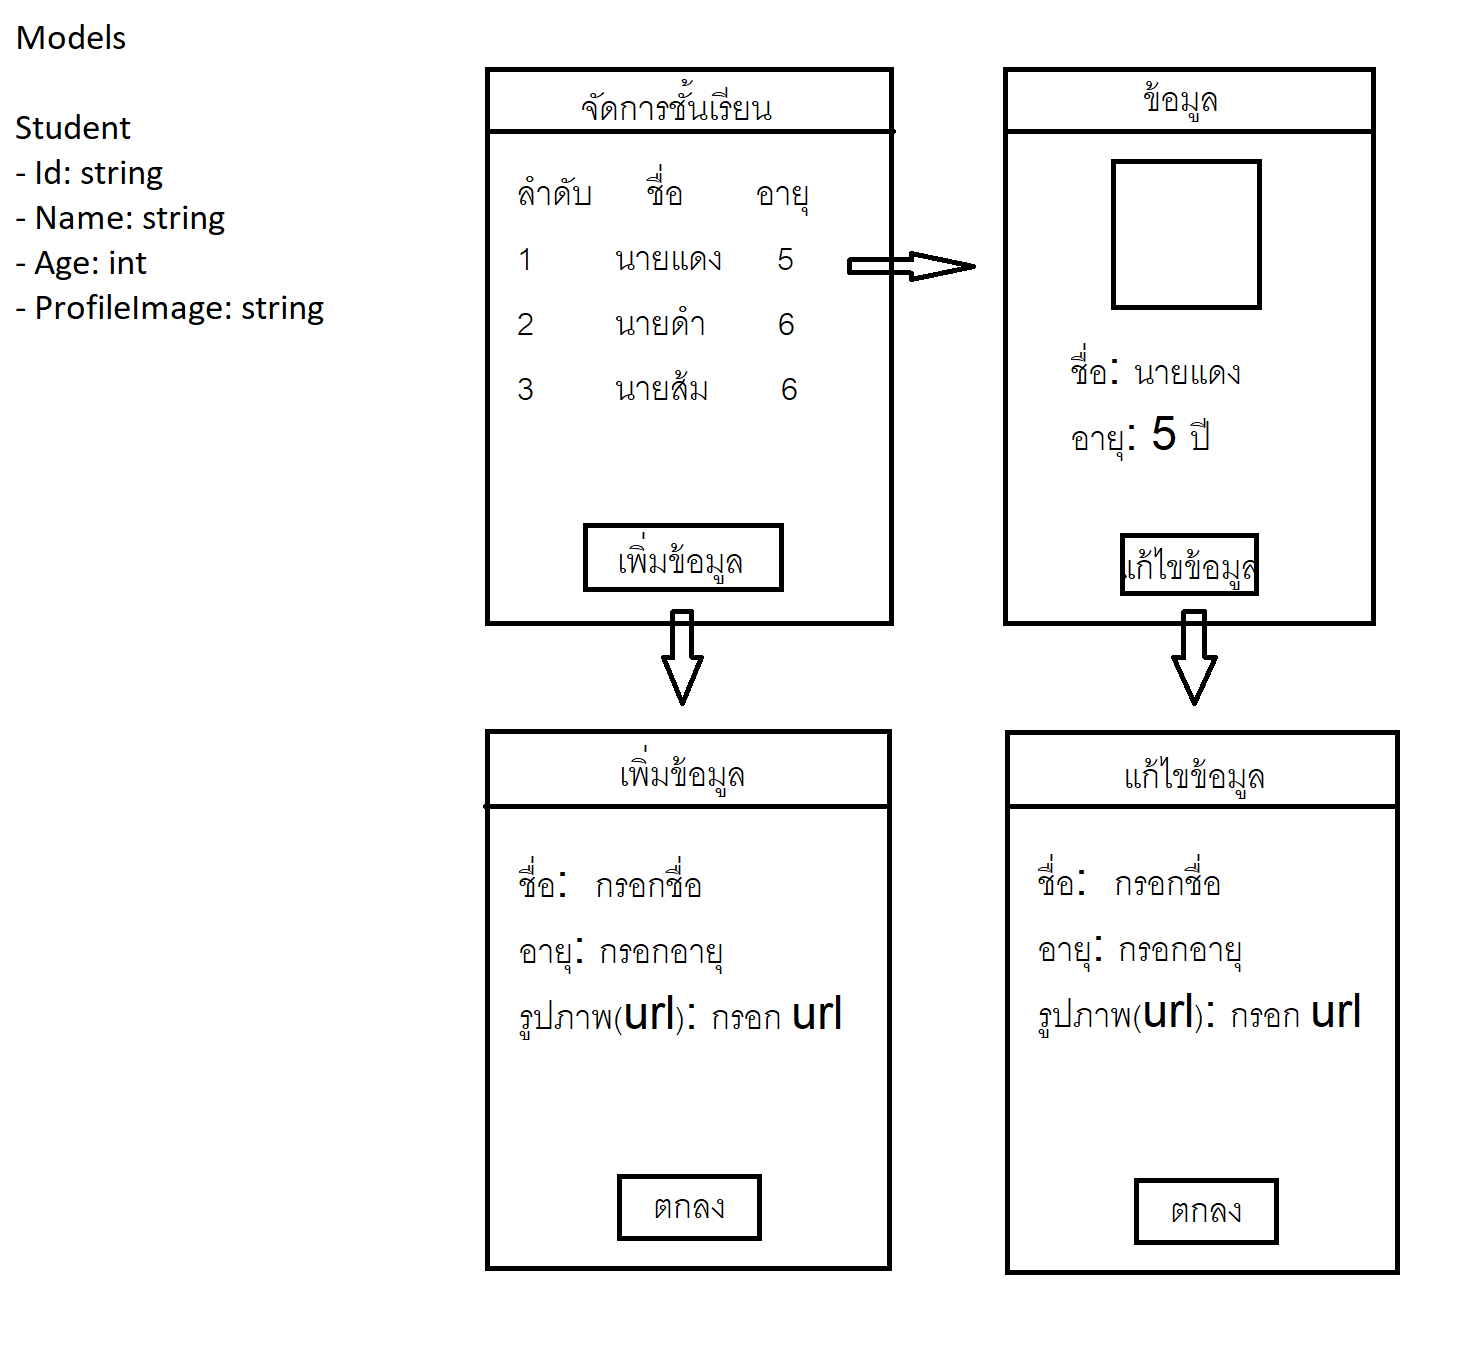 Models
Student
- Id: string
- Name: string
- Age: int
- ProfileImage: string
จัดการชั้นเรียน
ลำดับ ชื่อ อายุ
1 นายแดง 5
2 นายดำ 6
3 นายส้ม 6
เพิ่มข้อมูล
ข้อมูล
ชื่อ: นายแดง
อายุ: 5 ปี
แก้ไขข้อมูล
เพิ่มข้อมูล
ชื่อ: กรอกชื่อ
อายุ: กรอกอายุ
รูปภาพ(url): กรอก url
ตกลง
แก้ไขข้อมูล
ชื่อ: กรอกชื่อ
อายุ: กรอกอายุ
รูปภาพ(url): กรอก url
ตกลง